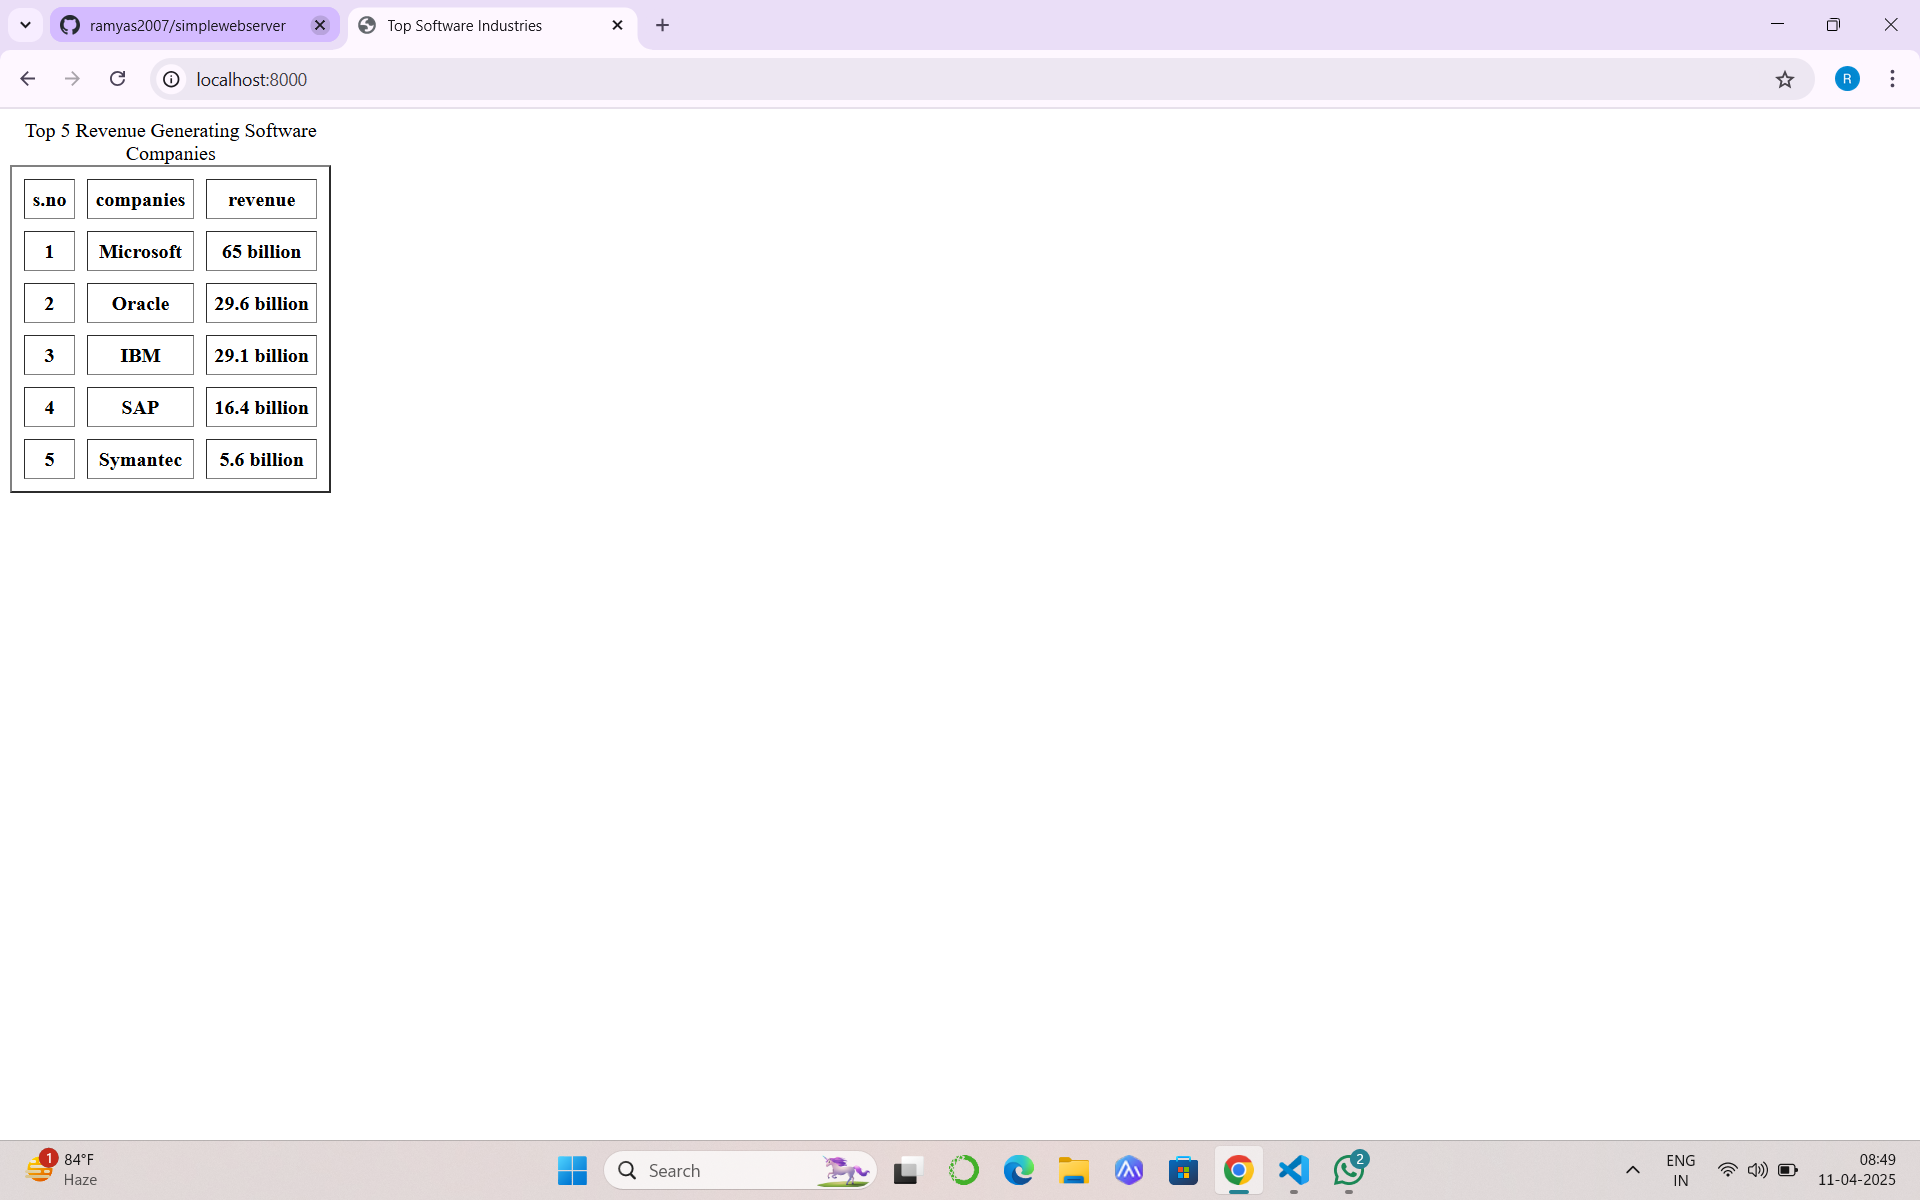 ramyas2007/simplewebserver
Top Software Industries
localhost:8000
R
Top 5 Revenue Generating Software
Companies
s.no companies revenue
1 Microsoft 65 billion
2 Oracle 29.6 billion
3 IBM 29.1 billion
4 SAP 16.4 billion
5 Symantec 5.6 billion
1
84°F
Haze
Search
2
ENG
IN
08:49
11-04-2025